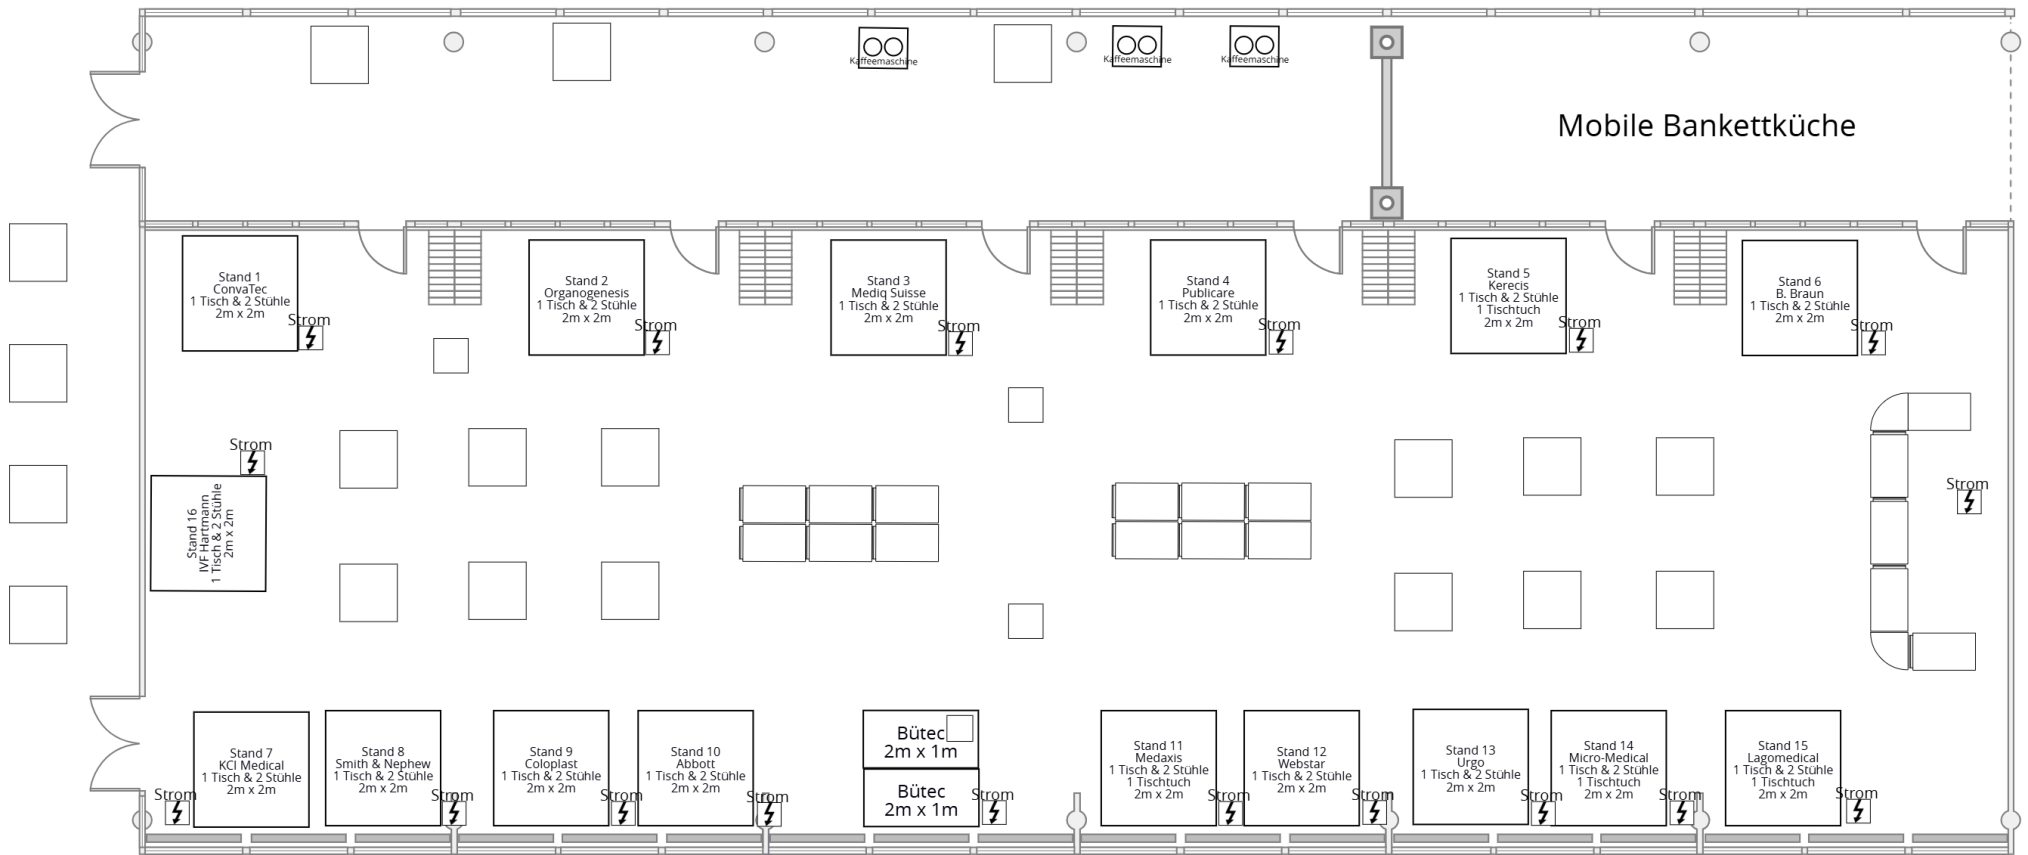 Kaffeemaschine
Kaffeemaschine
Kaffeemaschine
Mobile Bankettküche
Stand 1
ConvaTec
1 Tisch & 2 Stühle
2m x 2m
Strom
Stand 2
Organogenesis
1 Tisch & 2 Stühle
2m x 2m
Strom
Stand 3
Mediq Suisse
1 Tisch & 2 Stühle
2m x 2m
Strom
Stand 4
Publicare
1 Tisch & 2 Stühle
2m x 2m
Strom
Stand 5
Kerecis
1 Tisch & 2 Stühle
1 Tischtuch
2m x 2m
Strom
Stand 6
B. Braun
1 Tisch & 2 Stühle
2m x 2m
Strom
Strom
Stand 16
IVF Hartmann
1 Tisch & 2 Stühle
2m x 2m
Strom
Strom
Stand 7
KCI Medical
1 Tisch & 2 Stühle
2m x 2m
Stand 8
Smith & Nephew
1 Tisch & 2 Stühle
2m x 2m
Strom
Stand 9
Coloplast
1 Tisch & 2 Stühle
2m x 2m
Strom
Stand 10
Abbott
1 Tisch & 2 Stühle
2m x 2m
Strom
Bütec
2m x 1m
Bütec
2m x 1m
Strom
Stand 11
Medaxis
1 Tisch & 2 Stühle
1 Tischtuch
2m x 2m
Strom
Stand 12
Webstar
1 Tisch & 2 Stühle
2m x 2m
Strom
Stand 13
Urgo
1 Tisch & 2 Stühle
2m x 2m
Strom
Stand 14
Micro-Medical
1 Tisch & 2 Stühle
1 Tischtuch
2m x 2m
Strom
Stand 15
Lagomedical
1 Tisch & 2 Stühle
1 Tischtuch
2m x 2m
Strom